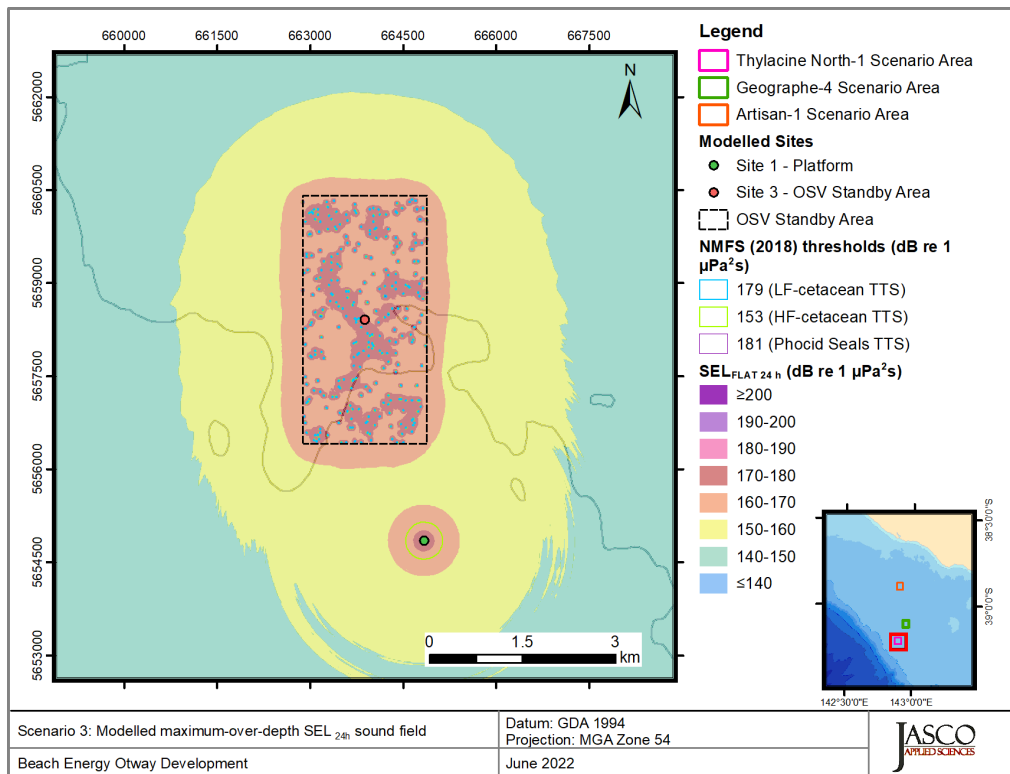 660000 661500 663000 664500 666000 667500
5662000
5660500
5659000
5657500
5656000
5654500
5653000
N
0 1.5 3
km
Legend
Thylacine North-1 Scenario Area
Geographe-4 Scenario Area
Artisan-1 Scenario Area
Modelled Sites
Site 1 - Platform
Site 3 - OSV Standby Area
OSV Standby Area
NMFS (2018) thresholds (dB re 1
µPa²s)
179 (LF-cetacean TTS)
153 (HF-cetacean TTS)
181 (Phocid Seals TTS)
SEL FLAT 24 h (dB re 1 µPa²s)
≥200
190-200
180-190
170-180
160-170
150-160
140-150
≤140
38°30'0"S
39°0'0"S
142°30'0"E 143°0'0"E
Scenario 3: Modelled maximum-over-depth SEL 24h sound field
Datum: GDA 1994
Projection: MGA Zone 54
Beach Energy Otway Development
June 2022
JASCO
APPLIED SCIENCES